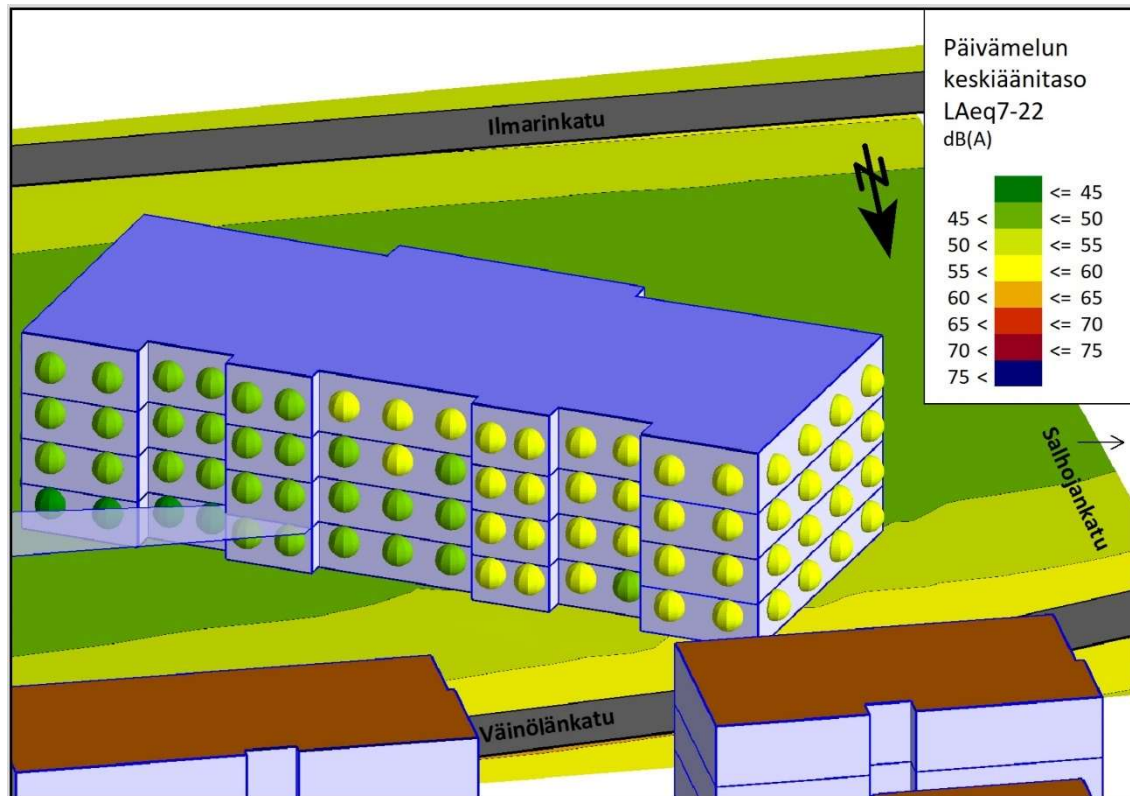 Päivämelun
keskiäänitaso
LAeq7-22
dB(A)
<= 45
45 < <= 50
50 < <= 55
55 < <= 60
60 < <= 65
65 < <= 70
70 < <= 75
75 <
Ilmarinkatu
N
Salhojankatu
Väinölänkatu